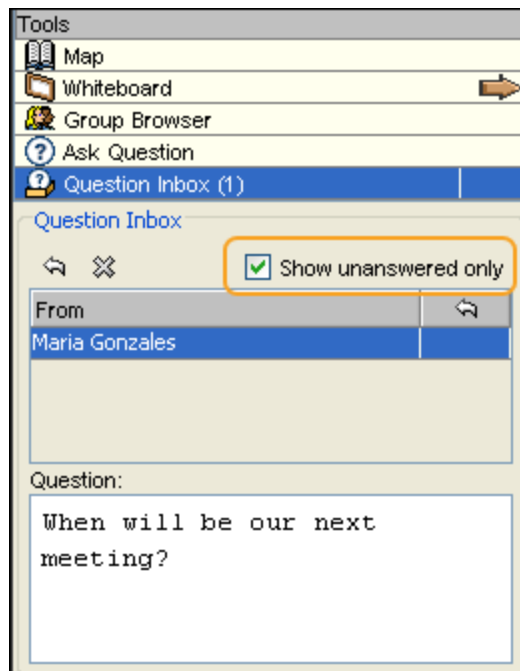 Tools
Map
Whiteboard
Group Browser
Ask Question
Question Inbox (1)
Question Inbox
Show unanswered only
From
Maria Gonzales
Question:
When will be our next
meeting?